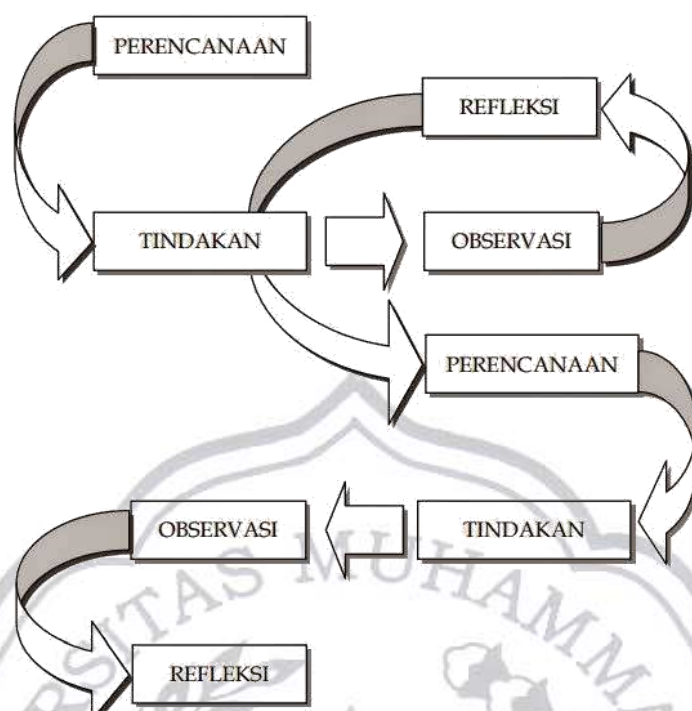 PERENCANAAN
REFLEKSI
TINDAKAN
OBSERVASI
PERENCANAAN
OBSERVASI
TINDAKAN
REFLEKSI